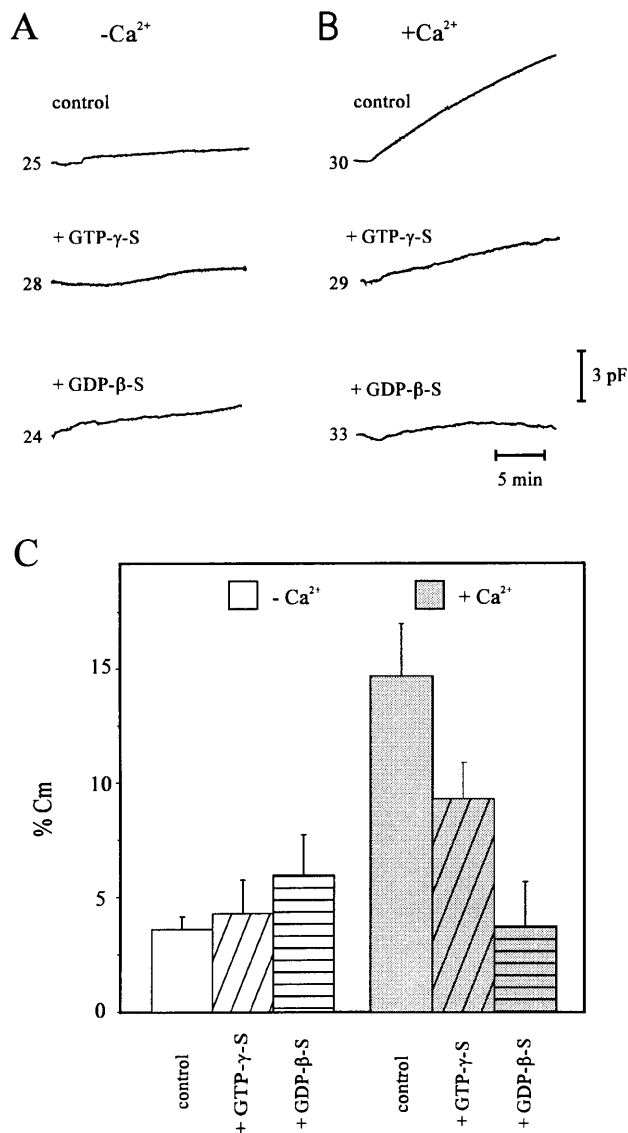 A
-Ca²⁺
control
25
+ GTP-γ-S
28
+ GDP-β-S
24
B
+Ca²⁺
control
30
+ GTP-γ-S
29
+ GDP-β-S
33
3 pF
5 min
C
- Ca²⁺
+ Ca²⁺
% Cm
15
10
5
0
control
+ GTP-γ-S
+ GDP-β-S
control
+ GTP-γ-S
+ GDP-β-S